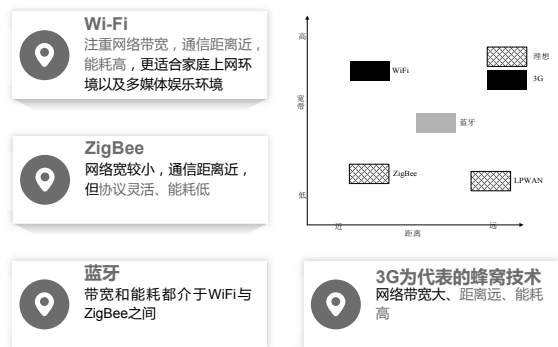 Wi-Fi
注重网络带宽，通信距离近，
能耗高，更适合家庭上网环
境以及多媒体娱乐环境
ZigBee
网络宽较小，通信距离近，
但协议灵活、能耗低
蓝牙
带宽和能耗都介于WiFi与
ZigBee之间
高
宽带
低
WiFi
理想
3G
蓝牙
ZigBee
LPWAN
近
距离
远
3G为代表的蜂窝技术
网络带宽大、距离远、能耗
高